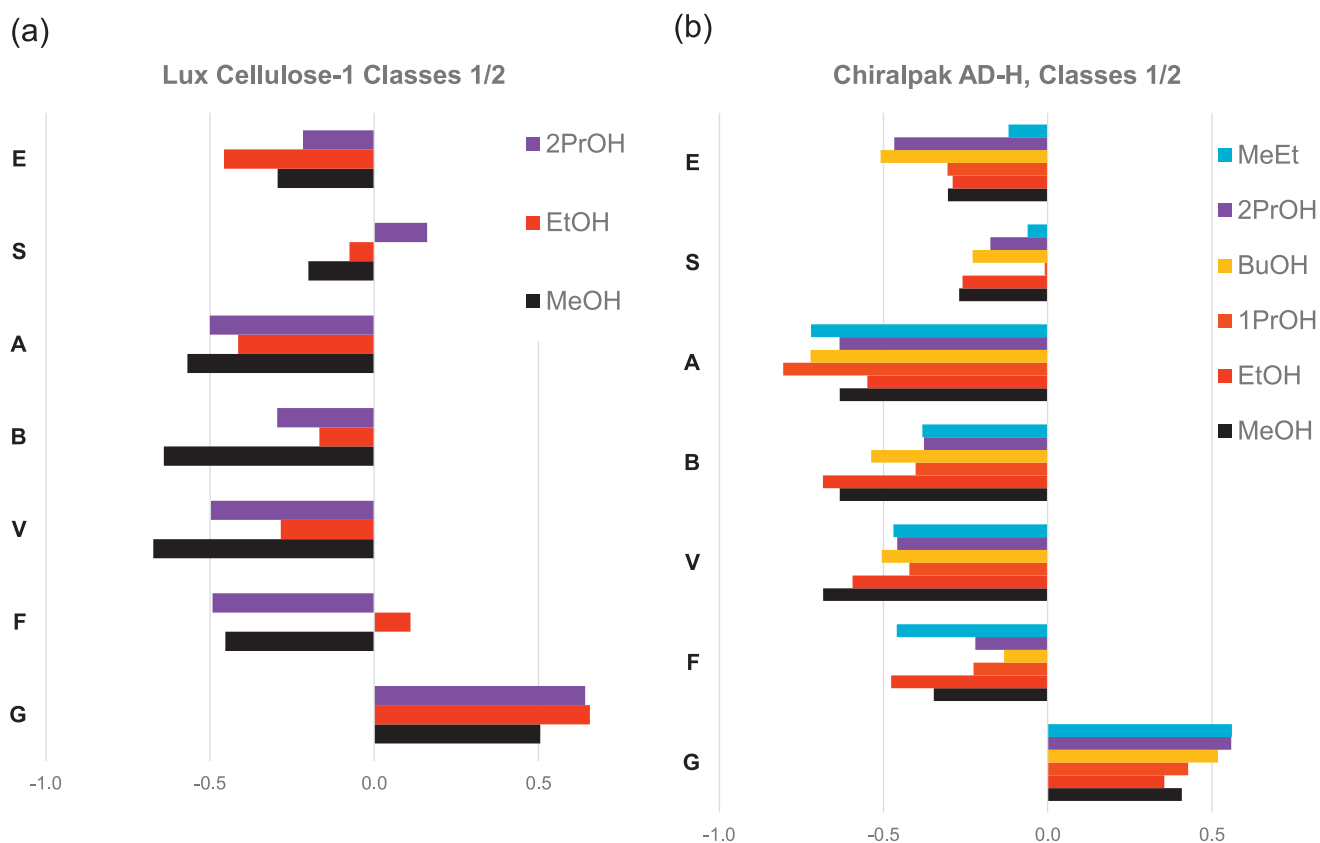 (a)
Lux Cellulose-1 Classes 1/2
E
S
A
B
V
F
G
2PrOH
EtOH
MeOH
-1.0 -0.5 0.0 0.5
(b)
Chiralpak AD-H, Classes 1/2
E
S
A
B
V
F
G
MeEt
2PrOH
BuOH
1PrOH
EtOH
MeOH
-1.0 -0.5 0.0 0.5